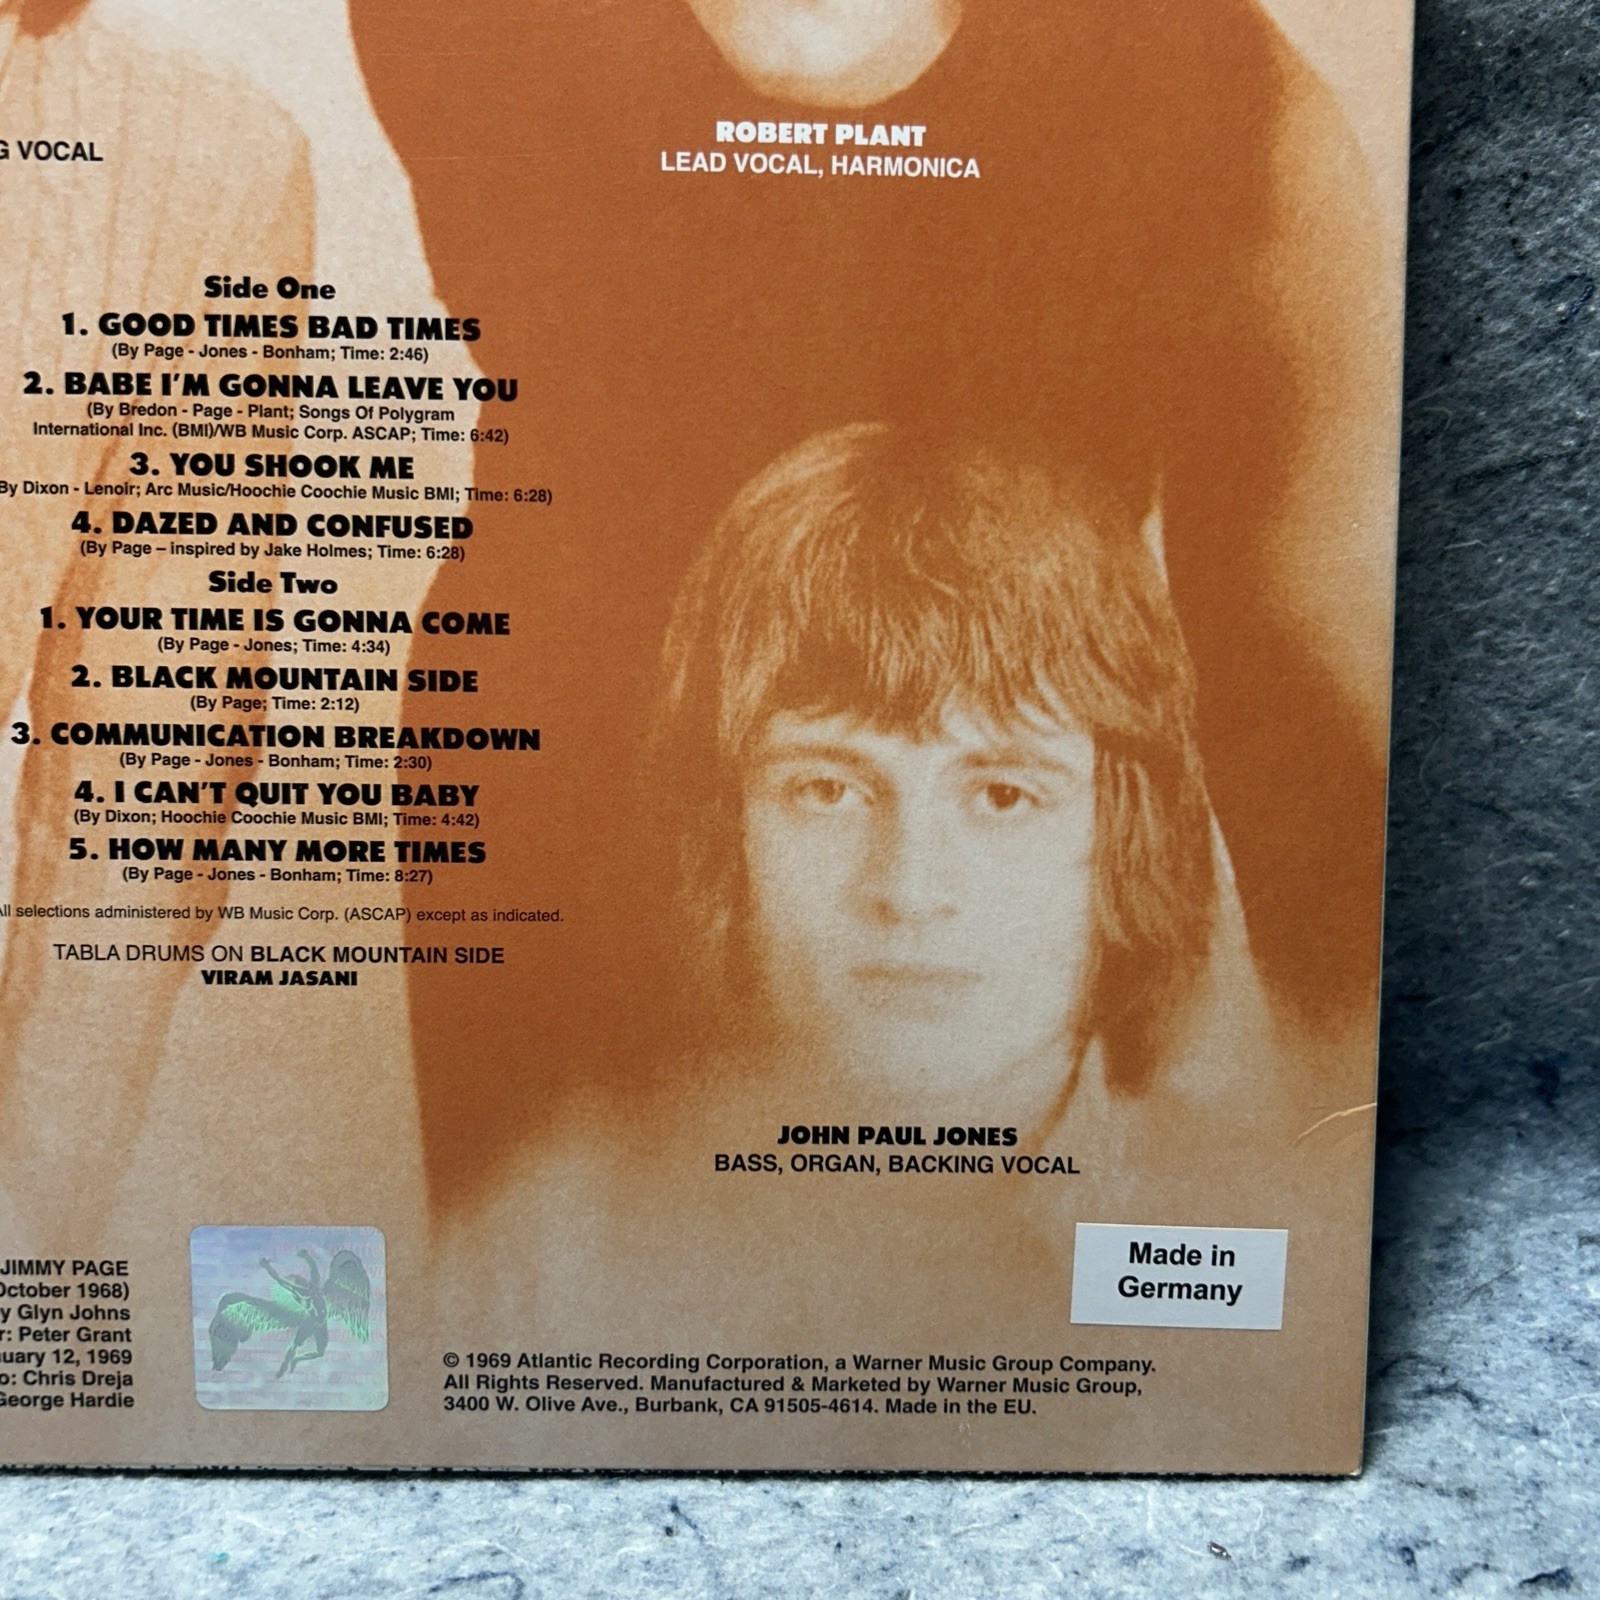 VOCAL
ROBERT PLANT
LEAD VOCAL, HARMONICA
Side One
1. GOOD TIMES BAD TIMES
(By Page - Jones - Bonham; Time: 2:46)
2. BABE I'M GONNA LEAVE YOU
(By Bredon - Page - Plant; Songs Of Polygram
International Inc. (BMI)/WB Music Corp. ASCAP; Time: 6:42)
3. YOU SHOOK ME
By Dixon - Lenoir; Arc Music/Hoochie Coochie Music BMI; Time: 6:28)
4. DAZED AND CONFUSED
(By Page – inspired by Jake Holmes; Time: 6:28)
Side Two
1. YOUR TIME IS GONNA COME
(By Page - Jones; Time: 4:34)
2. BLACK MOUNTAIN SIDE
(By Page; Time: 2:12)
3. COMMUNICATION BREAKDOWN
(By Page - Jones - Bonham; Time: 2:30)
4. I CAN'T QUIT YOU BABY
(By Dixon; Hoochie Coochie Music BMI; Time: 4:42)
5. HOW MANY MORE TIMES
(By Page - Jones - Bonham; Time: 8:27)
All selections administered by WB Music Corp. (ASCAP) except as indicated.
TABLA DRUMS ON BLACK MOUNTAIN SIDE
VIRAM JASANI
JOHN PAUL JONES
BASS, ORGAN, BACKING VOCAL
JIMMY PAGE
October 1968)
y Glyn Johns
r: Peter Grant
uary 12, 1969
o: Chris Dreja
George Hardie
Made in
Germany
© 1969 Atlantic Recording Corporation, a Warner Music Group Company.
All Rights Reserved. Manufactured & Marketed by Warner Music Group,
3400 W. Olive Ave., Burbank, CA 91505-4614. Made in the EU.